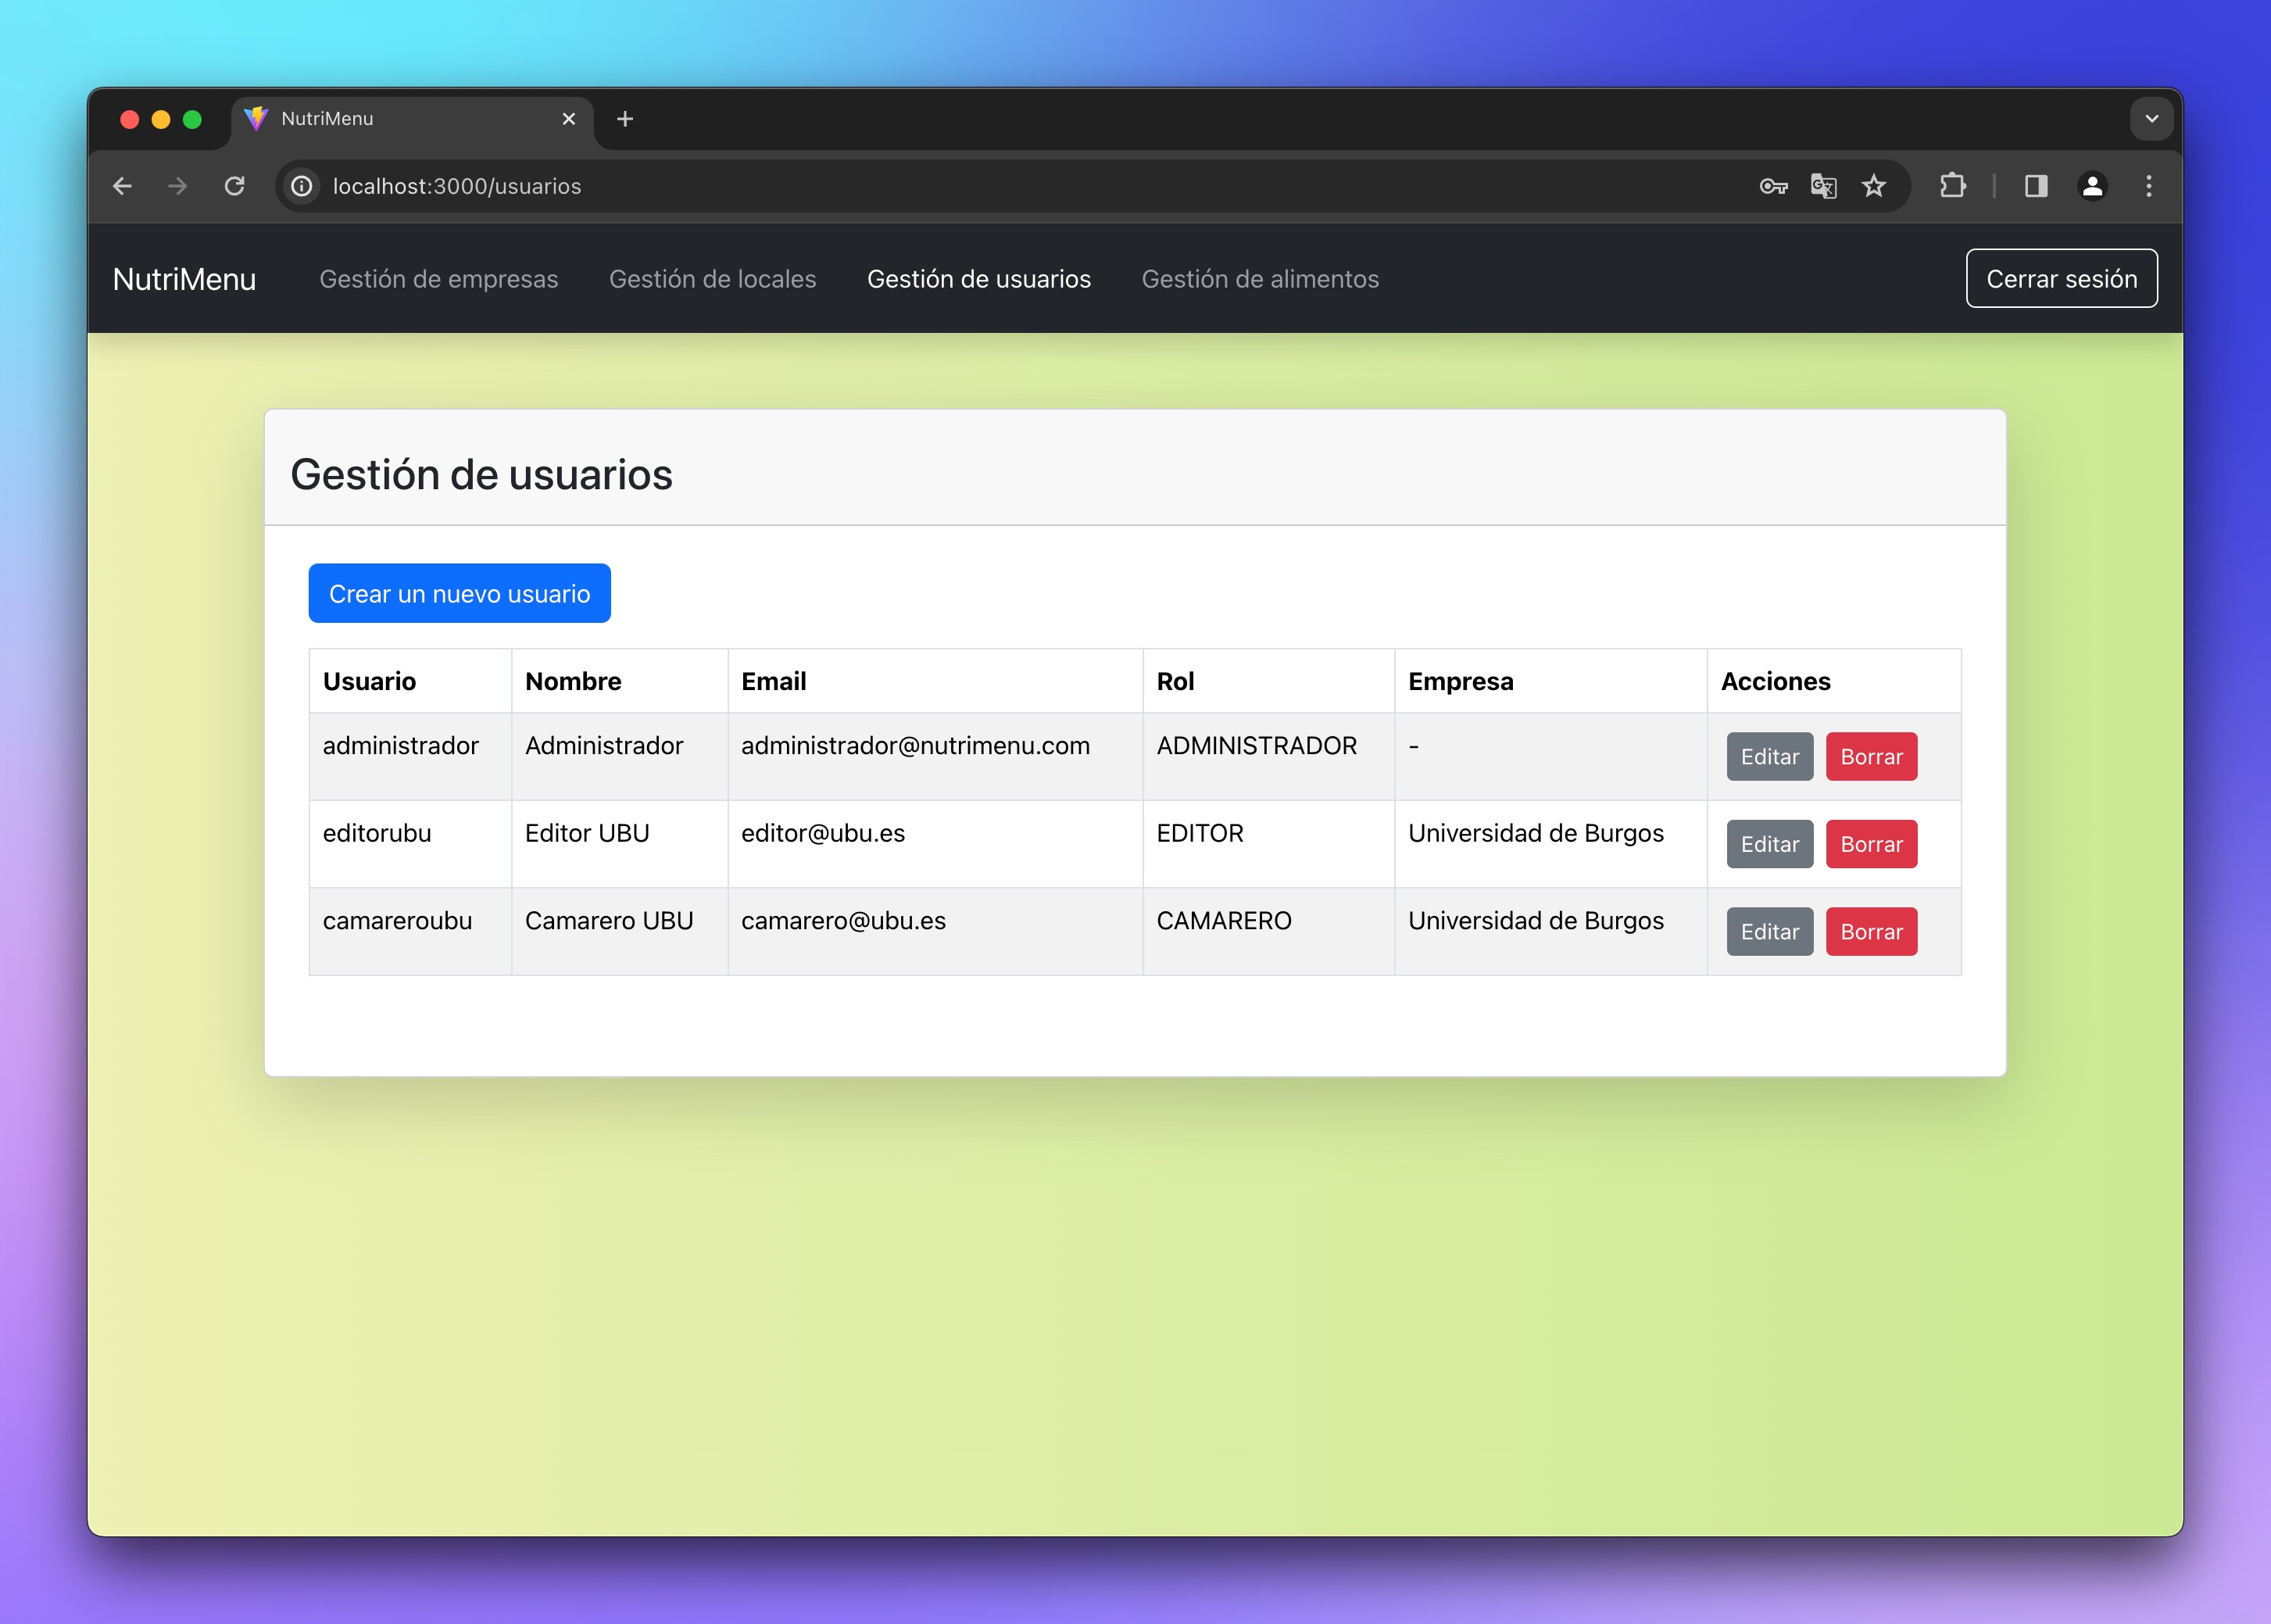 NutriMenu
localhost:3000/usuarios
NutriMenu Gestión de empresas Gestión de locales Gestión de usuarios Gestión de alimentos Cerrar sesión
Gestión de usuarios
Crear un nuevo usuario
Usuario Nombre Email Rol Empresa Acciones
administrador Administrador administrador@nutrimenu.com ADMINISTRADOR - Editar Borrar
editorubu Editor UBU editor@ubu.es EDITOR Universidad de Burgos Editar Borrar
camareroubu Camarero UBU camarero@ubu.es CAMARERO Universidad de Burgos Editar Borrar